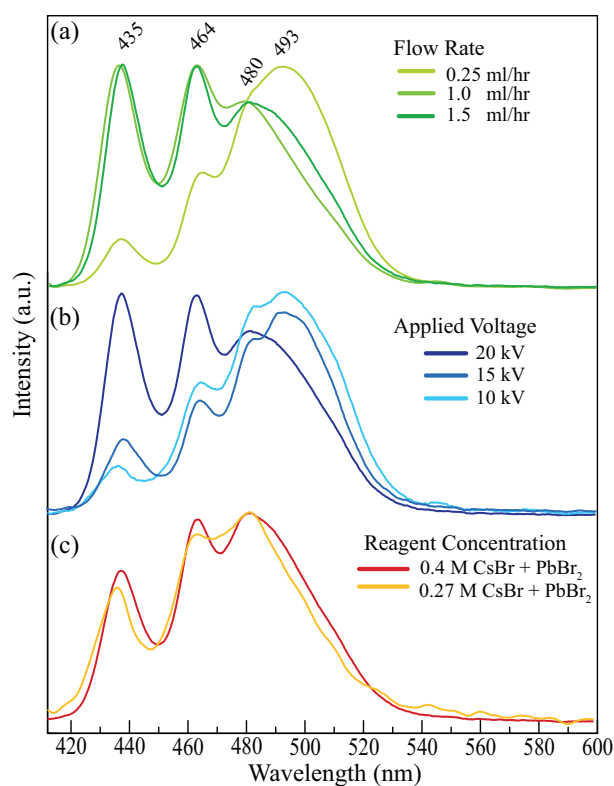 (a)
435
464
480
493
Flow Rate
0.25 ml/hr
1.0 ml/hr
1.5 ml/hr
(b)
Applied Voltage
20 kV
15 kV
10 kV
(c)
Reagent Concentration
0.4 M CsBr + PbBr₂
0.27 M CsBr + PbBr₂
Intensity (a.u.)
420 440 460 480 500 520 540 560 580 600
Wavelength (nm)